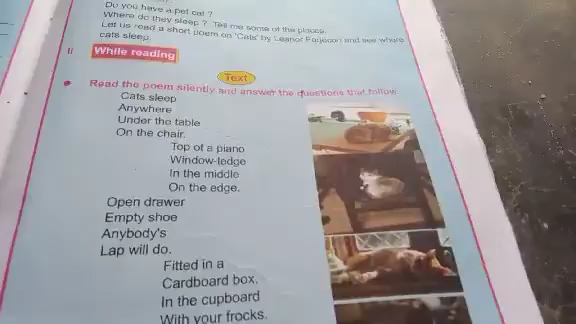 Do you have a pet cat ?
Where do they sleep ? Tell me some of the places.
Let us read a short poem on 'Cats' by Leanor Farjeon and see where
cats sleep.
II While reading
Text
Read the poem silently and answer the questions that follow
Cats sleep
Anywhere
Under the table
On the chair.
Top of a piano
Window-ledge
In the middle
On the edge.
Open drawer
Empty shoe
Anybody's
Lap will do.
Fitted in a
Cardboard box.
In the cupboard
With your frocks.